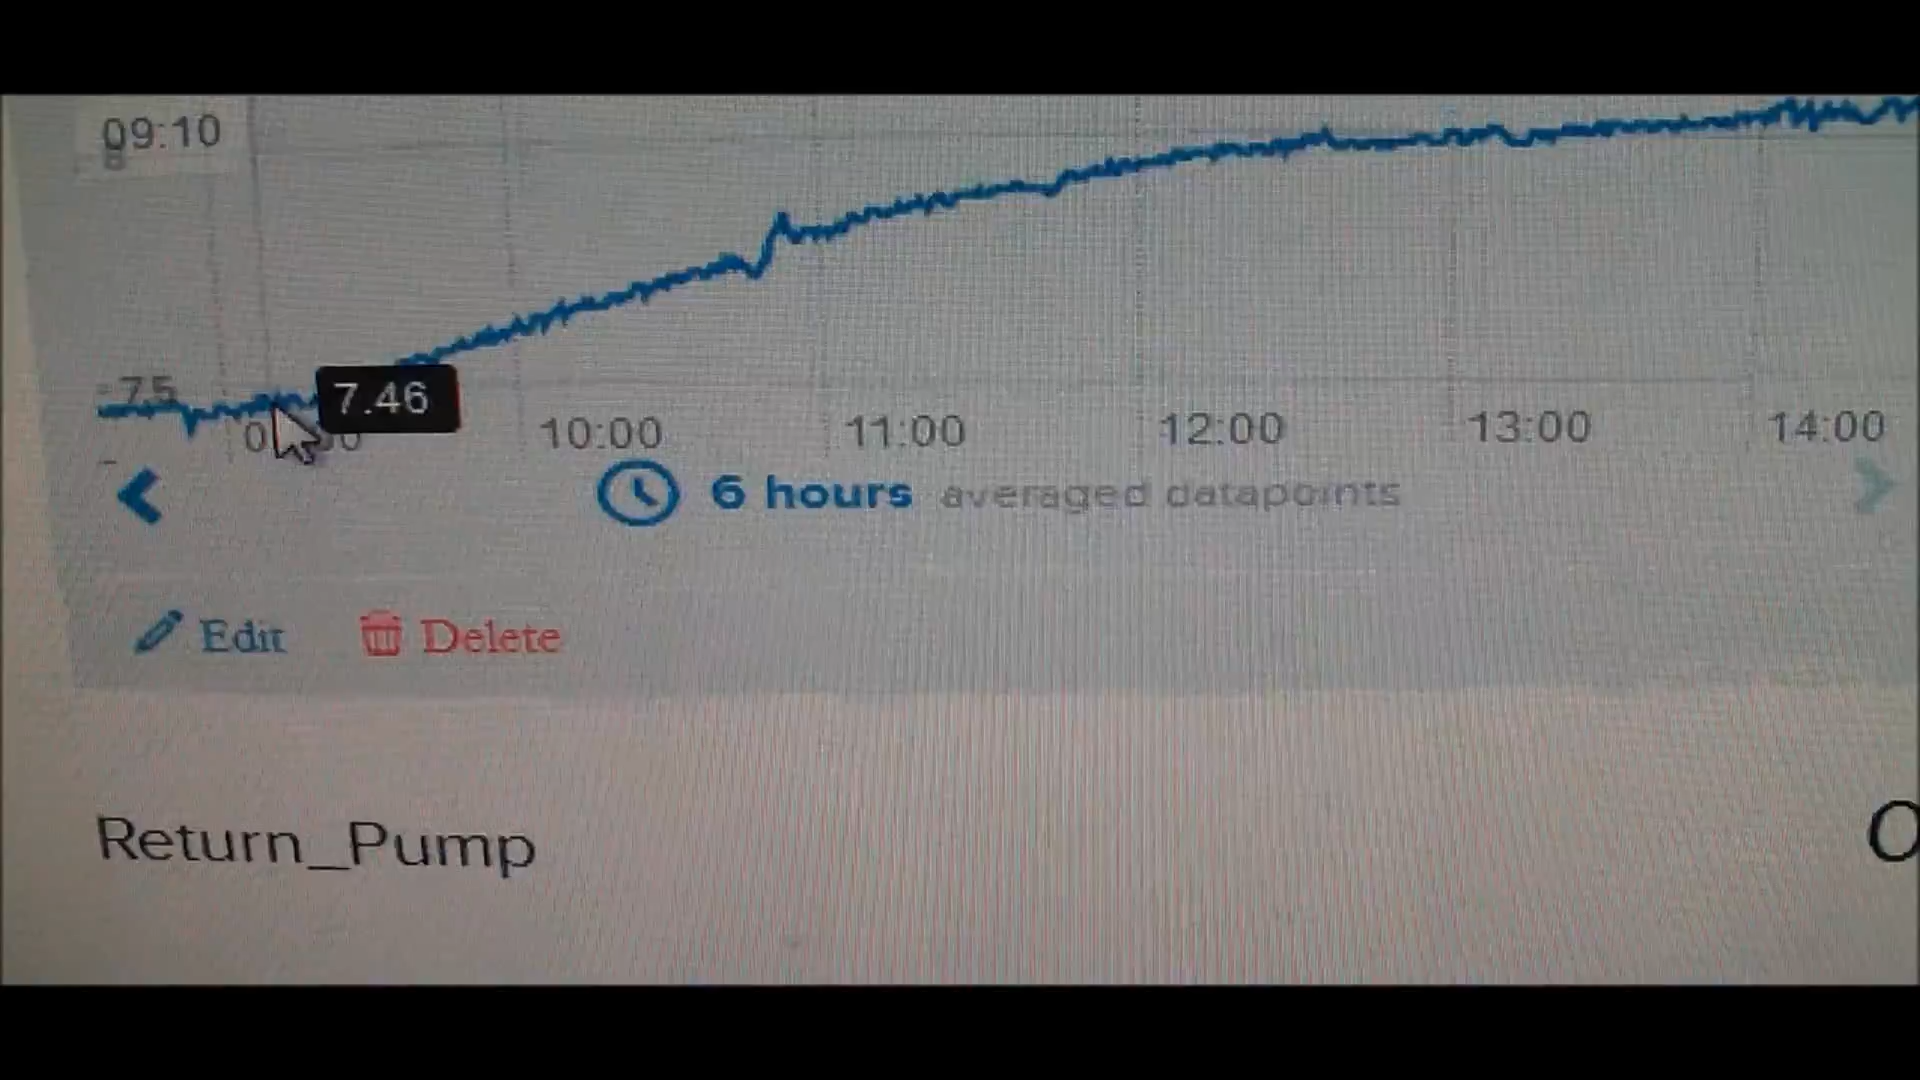 09:10
8
7.5
7.46
10:00 11:00 12:00 13:00 14:00
6 hours averaged datapoints
Edit Delete
Return_Pump